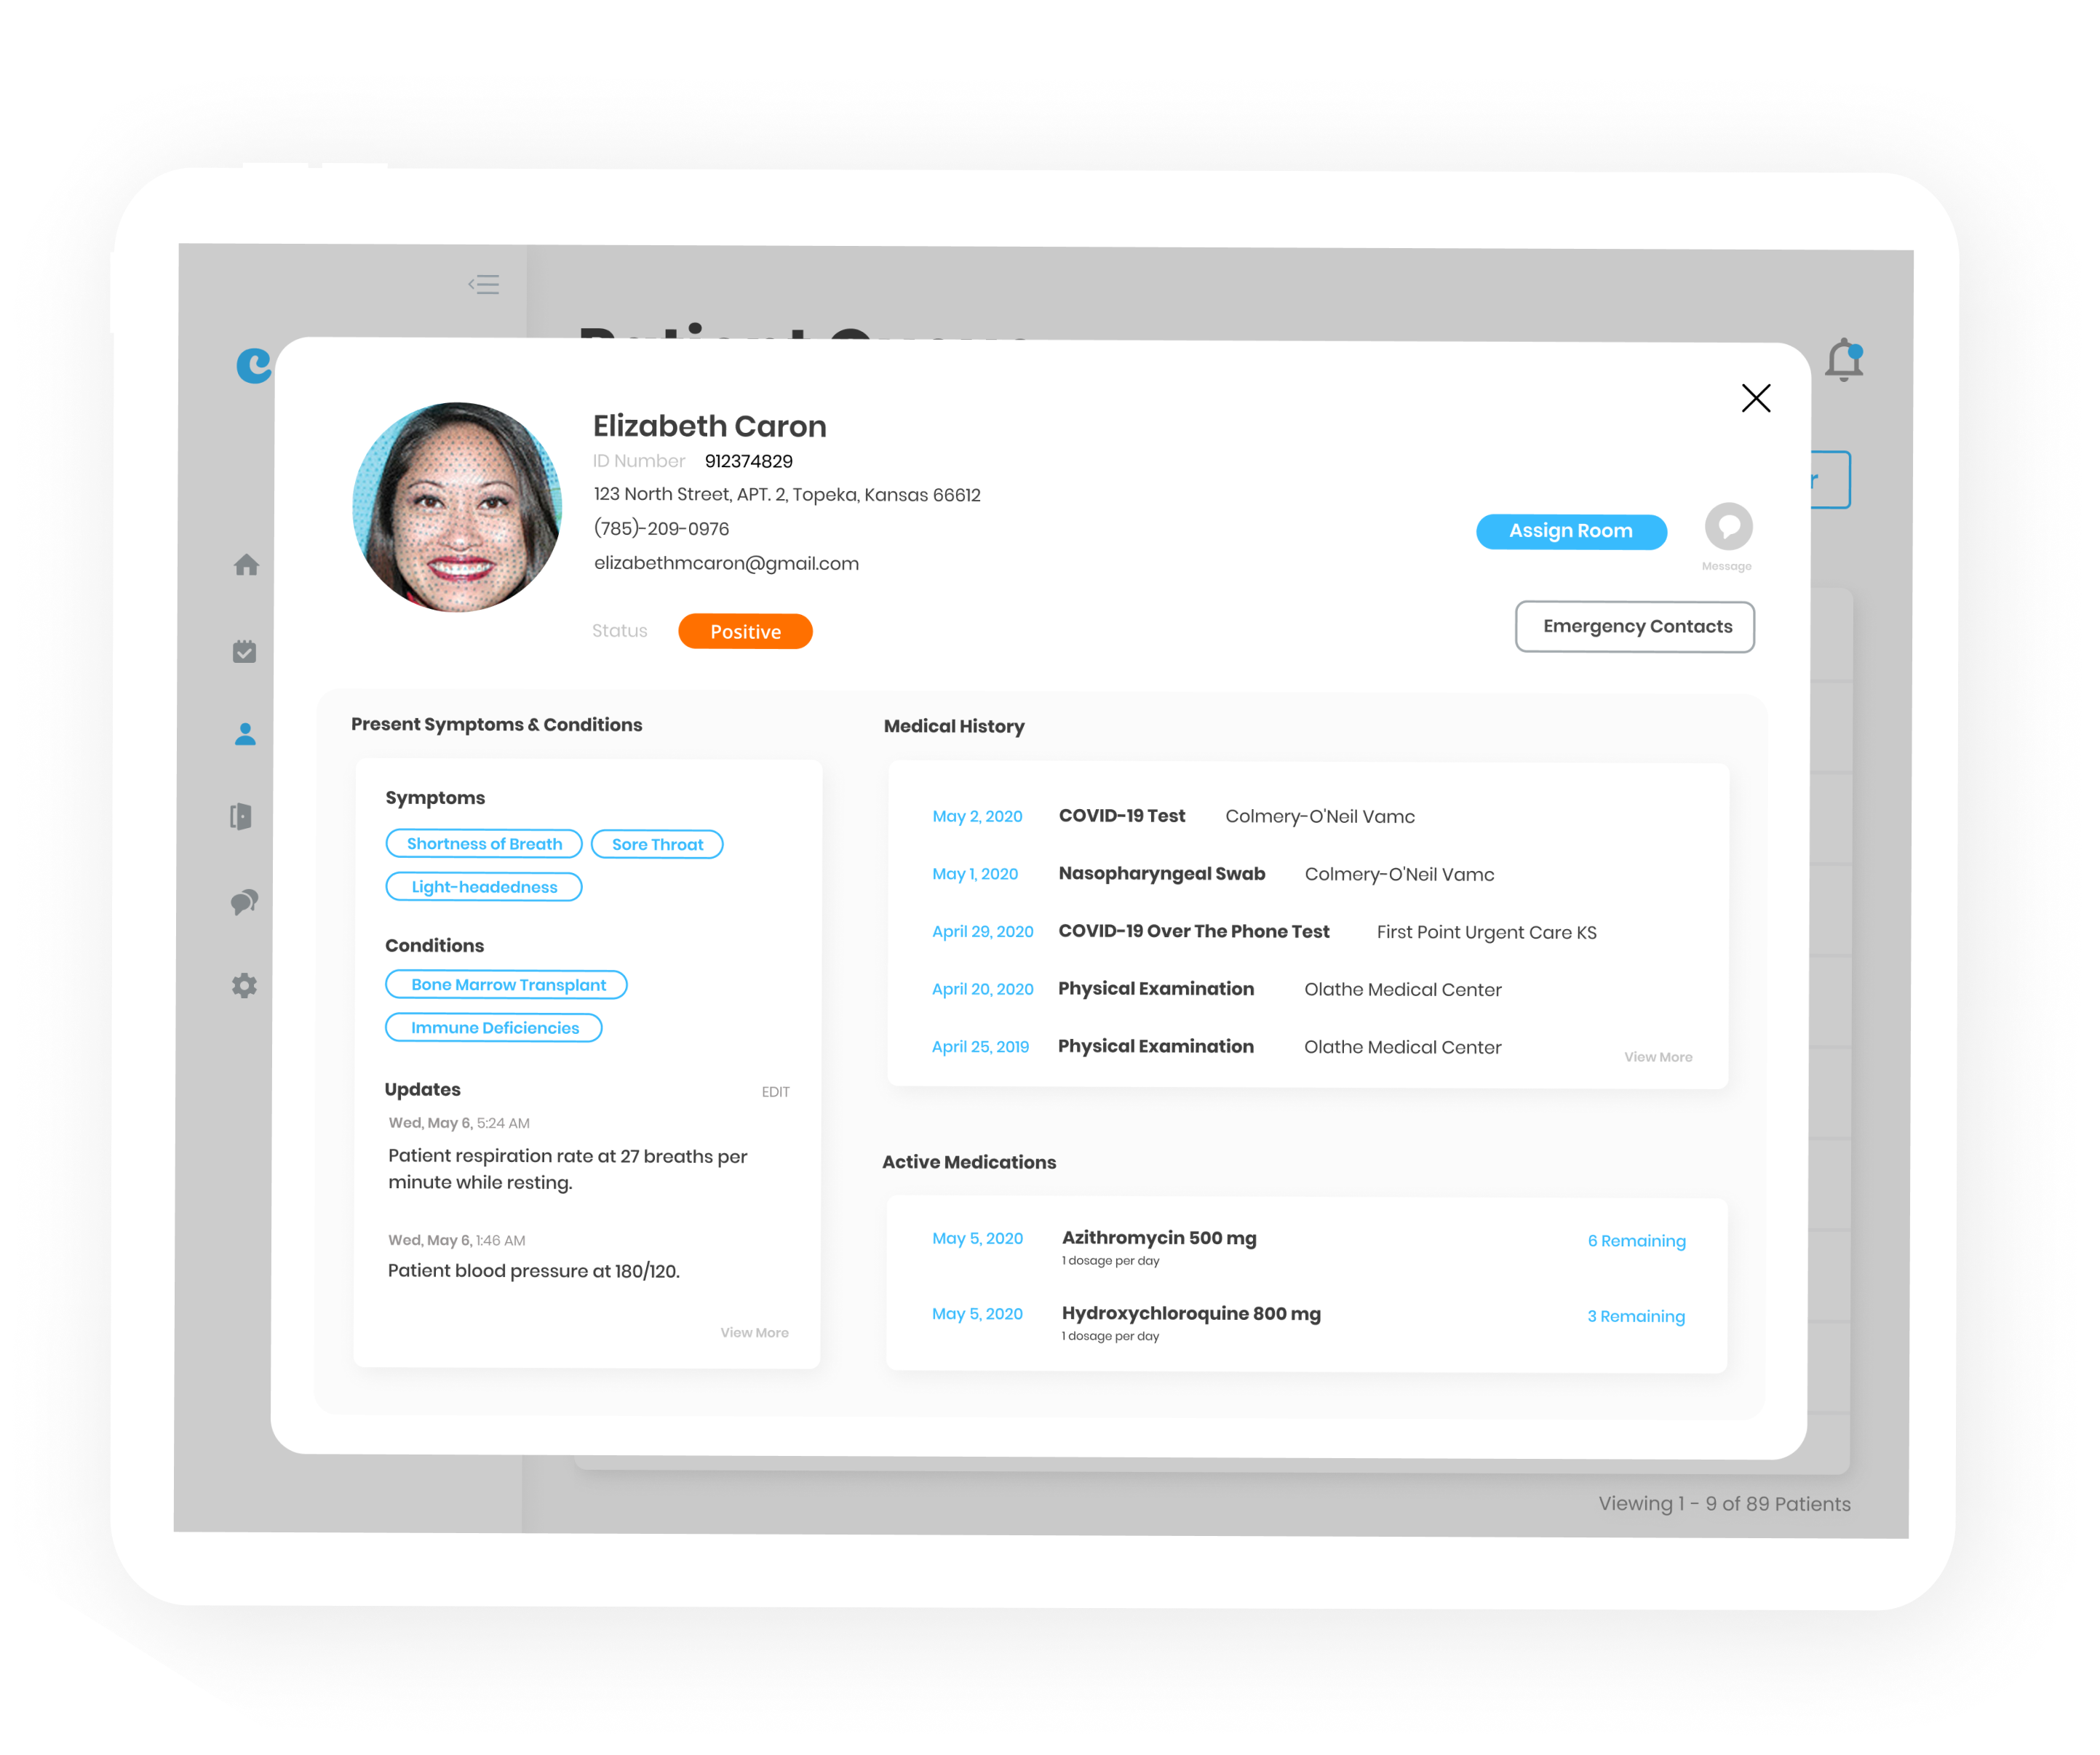 Elizabeth Caron
ID Number 912374829
123 North Street, APT. 2, Topeka, Kansas 66612
(785)-209-0976
elizabethmcaron@gmail.com
Status Positive
Assign Room
Message
Emergency Contacts
Present Symptoms & Conditions
Symptoms
Shortness of Breath Sore Throat
Light-headedness
Conditions
Bone Marrow Transplant
Immune Deficiencies
Updates EDIT
Wed, May 6, 5:24 AM
Patient respiration rate at 27 breaths per
minute while resting.
Wed, May 6, 1:46 AM
Patient blood pressure at 180/120.
View More
Medical History
May 2, 2020 COVID-19 Test Colmery-O'Neil Vamc
May 1, 2020 Nasopharyngeal Swab Colmery-O'Neil Vamc
April 29, 2020 COVID-19 Over The Phone Test First Point Urgent Care KS
April 20, 2020 Physical Examination Olathe Medical Center
April 25, 2019 Physical Examination Olathe Medical Center
View More
Active Medications
May 5, 2020 Azithromycin 500 mg 6 Remaining
1 dosage per day
May 5, 2020 Hydroxychloroquine 800 mg 3 Remaining
1 dosage per day
Viewing 1 - 9 of 89 Patients